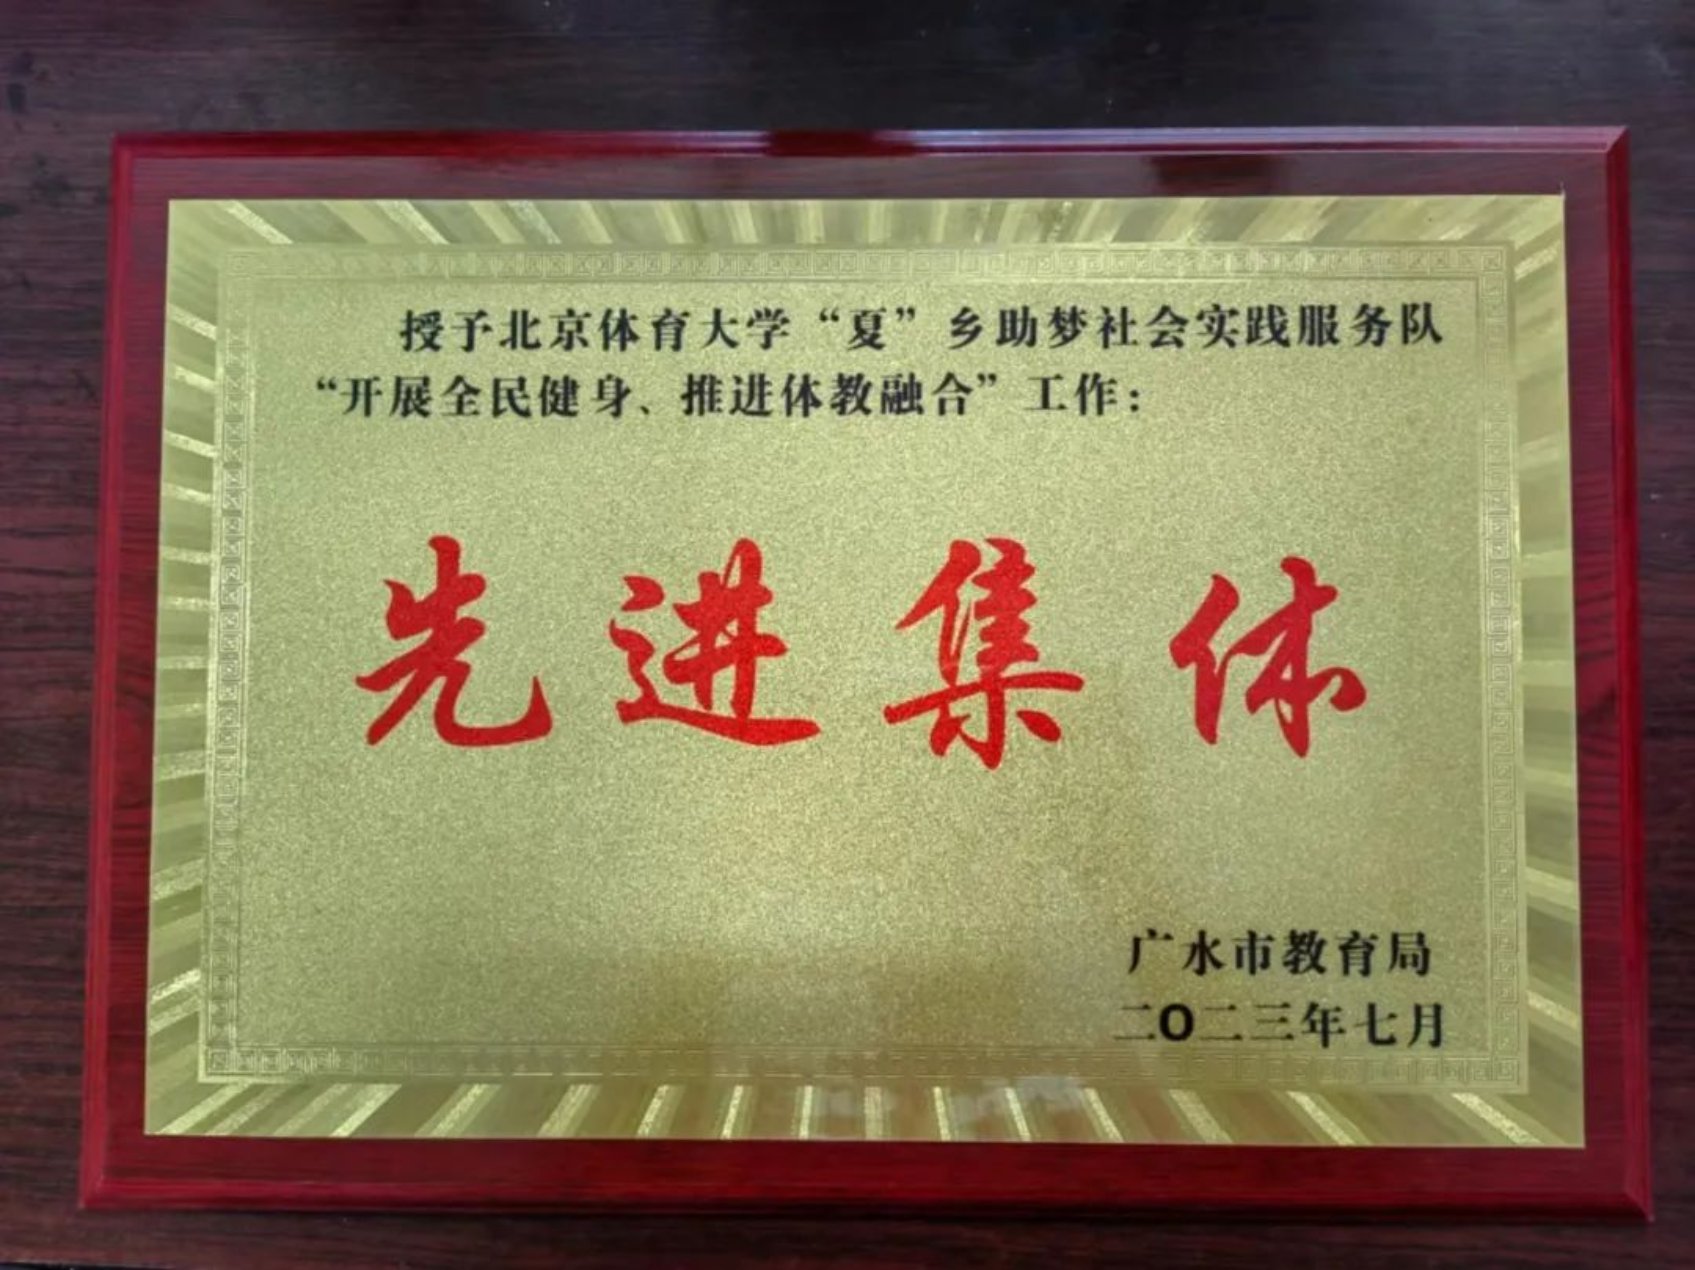 授予北京体育大学“夏”乡助梦社会实践服务队
“开展全民健身、推进体教融合”工作：
先进集体
广水市教育局
二O二三年七月